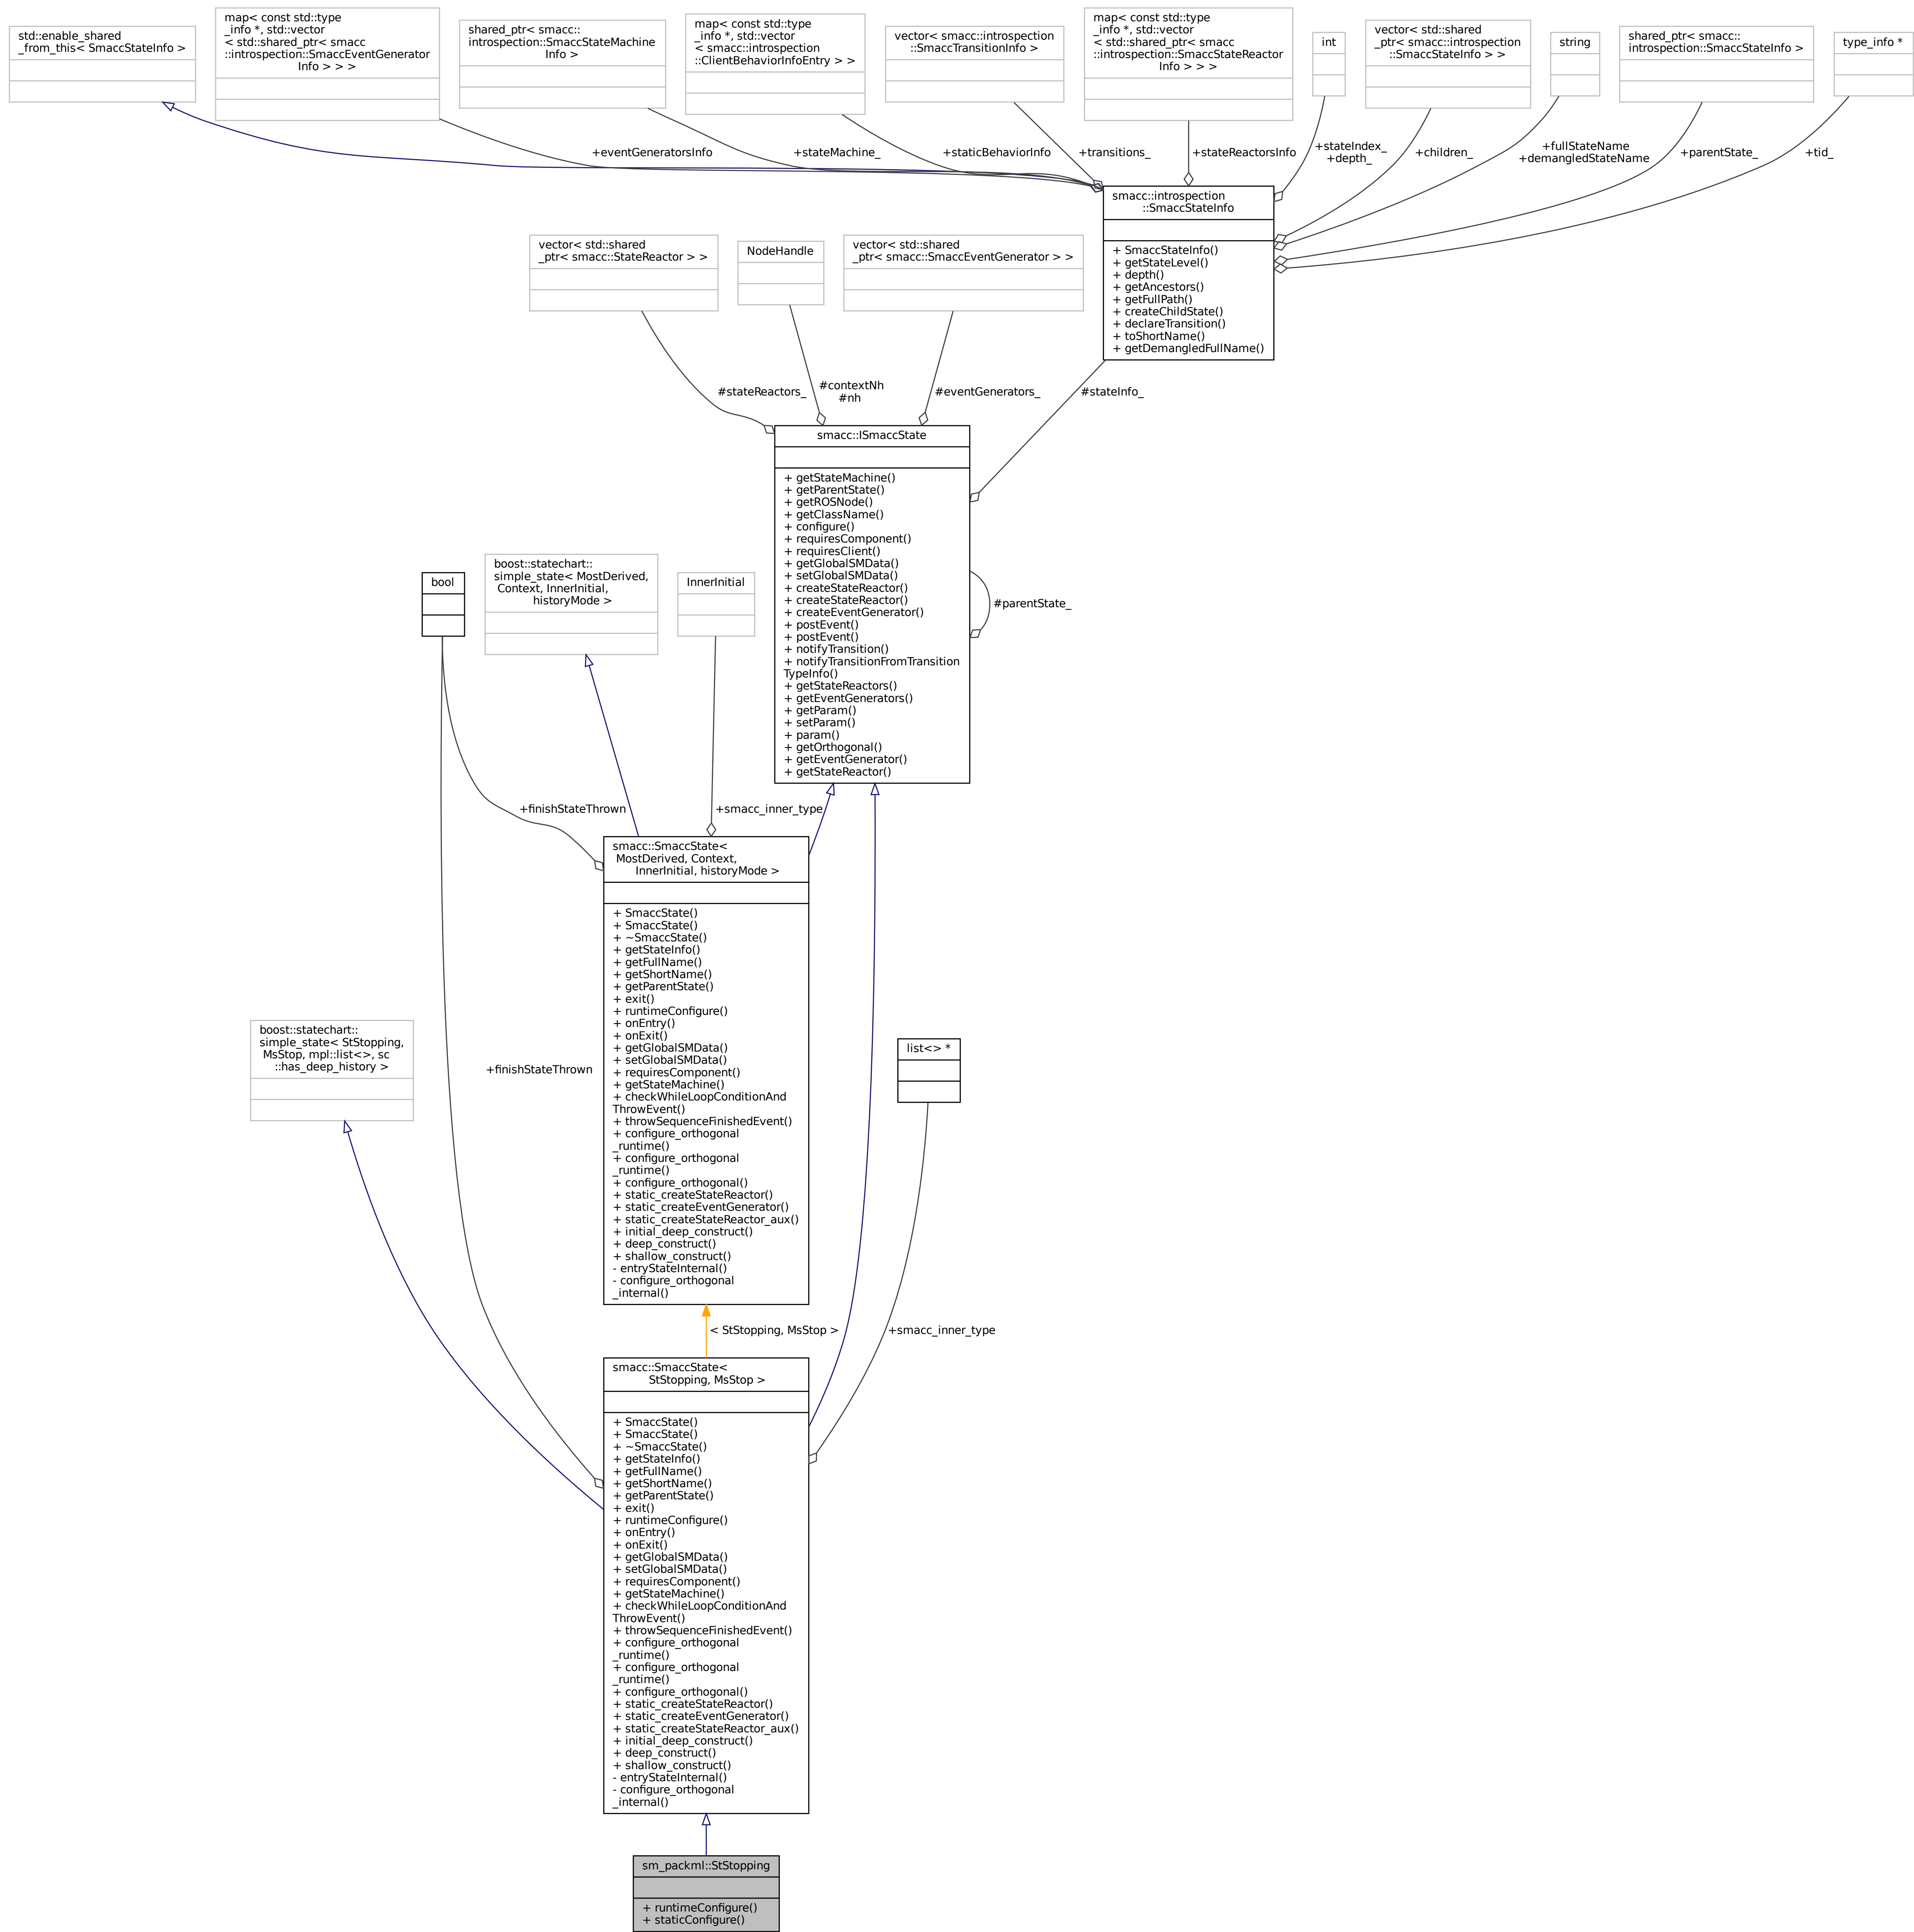 std::enable_shared
_from_this< SmaccStateInfo >
map< const std::type
_info *, std::vector
< std::shared_ptr< smacc
::introspection::SmaccEventGenerator
Info > > >
shared_ptr< smacc::
introspection::SmaccStateMachine
Info >
map< const std::type
_info *, std::vector
< smacc::introspection
::ClientBehaviorInfoEntry > >
vector< smacc::introspection
::SmaccTransitionInfo >
map< const std::type
_info *, std::vector
< std::shared_ptr< smacc
::introspection::SmaccStateReactor
Info > > >
int
vector< std::shared
_ptr< smacc::introspection
::SmaccStateInfo > >
string
shared_ptr< smacc::
introspection::SmaccStateInfo >
type_info *
+eventGeneratorsInfo
+stateMachine_
+staticBehaviorInfo
+transitions_
+stateReactorsInfo
+stateIndex_
+depth_
+children_
+fullStateName
+demangledStateName
+parentState_
+tid_
smacc::introspection
::SmaccStateInfo
+ SmaccStateInfo()
+ getStateLevel()
+ depth()
+ getAncestors()
+ getFullPath()
+ createChildState()
+ declareTransition()
+ toShortName()
+ getDemangledFullName()
vector< std::shared
_ptr< smacc::StateReactor > >
NodeHandle
vector< std::shared
_ptr< smacc::SmaccEventGenerator > >
#stateReactors_
#contextNh
#nh
#eventGenerators_
#stateInfo_
smacc::ISmaccState
+ getStateMachine()
+ getParentState()
+ getROSNode()
+ getClassName()
+ configure()
+ requiresComponent()
+ requiresClient()
+ getGlobalSMData()
+ setGlobalSMData()
+ createStateReactor()
+ createStateReactor()
+ createEventGenerator()
+ postEvent()
+ postEvent()
+ notifyTransition()
+ notifyTransitionFromTransition
TypeInfo()
+ getStateReactors()
+ getEventGenerators()
+ getParam()
+ setParam()
+ param()
+ getOrthogonal()
+ getEventGenerator()
+ getStateReactor()
#parentState_
bool
boost::statechart::
simple_state< MostDerived,
Context, InnerInitial,
historyMode >
InnerInitial
+finishStateThrown
+smacc_inner_type
smacc::SmaccState<
MostDerived, Context,
InnerInitial, historyMode >
+ SmaccState()
+ SmaccState()
+ ~SmaccState()
+ getStateInfo()
+ getFullName()
+ getShortName()
+ getParentState()
+ exit()
+ runtimeConfigure()
+ onEntry()
+ onExit()
+ getGlobalSMData()
+ setGlobalSMData()
+ requiresComponent()
+ getStateMachine()
+ checkWhileLoopConditionAnd
ThrowEvent()
+ throwSequenceFinishedEvent()
+ configure_orthogonal
_runtime()
+ configure_orthogonal
_runtime()
+ configure_orthogonal()
+ static_createStateReactor()
+ static_createEventGenerator()
+ static_createStateReactor_aux()
+ initial_deep_construct()
+ deep_construct()
+ shallow_construct()
- entryStateInternal()
- configure_orthogonal
_internal()
boost::statechart::
simple_state< StStopping,
MsStop, mpl::list<>, sc
::has_deep_history >
+finishStateThrown
list<> *
< StStopping, MsStop >
+smacc_inner_type
smacc::SmaccState<
StStopping, MsStop >
+ SmaccState()
+ SmaccState()
+ ~SmaccState()
+ getStateInfo()
+ getFullName()
+ getShortName()
+ getParentState()
+ exit()
+ runtimeConfigure()
+ onEntry()
+ onExit()
+ getGlobalSMData()
+ setGlobalSMData()
+ requiresComponent()
+ getStateMachine()
+ checkWhileLoopConditionAnd
ThrowEvent()
+ throwSequenceFinishedEvent()
+ configure_orthogonal
_runtime()
+ configure_orthogonal
_runtime()
+ configure_orthogonal()
+ static_createStateReactor()
+ static_createEventGenerator()
+ static_createStateReactor_aux()
+ initial_deep_construct()
+ deep_construct()
+ shallow_construct()
- entryStateInternal()
- configure_orthogonal
_internal()
sm_packml::StStopping
+ runtimeConfigure()
+ staticConfigure()